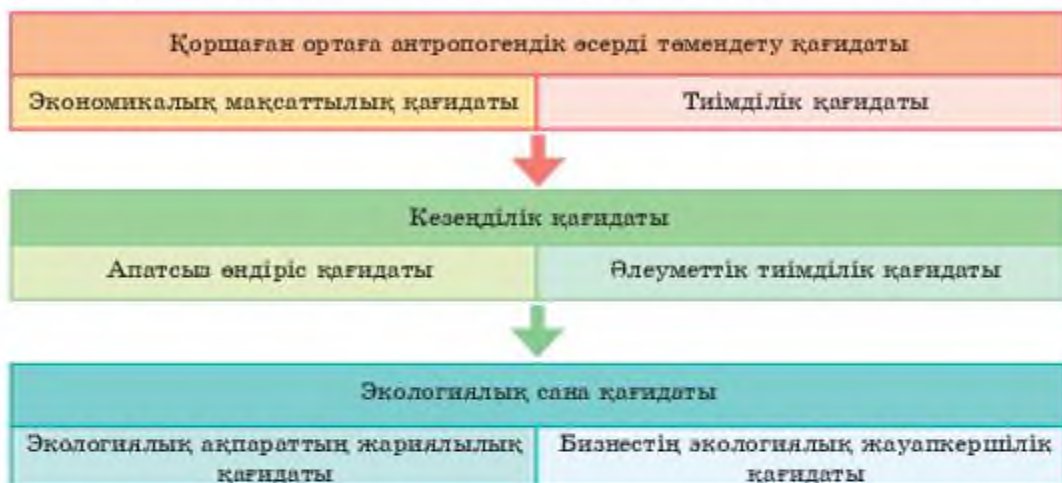 Қоршаған ортаға антропогендік әсерді төмендету қағидаты
Экономикалық мақсаттылық қағидаты
Тиімділік қағидаты
Кезеңділік қағидаты
Апатсыз өндіріс қағидаты
Әлеуметтік тиімділік қағидаты
Экологиялық сана қағидаты
Экологиялық ақпараттың жариялылық
қағидаты
Бизнестің экологиялық жауапкершілік
қағидаты